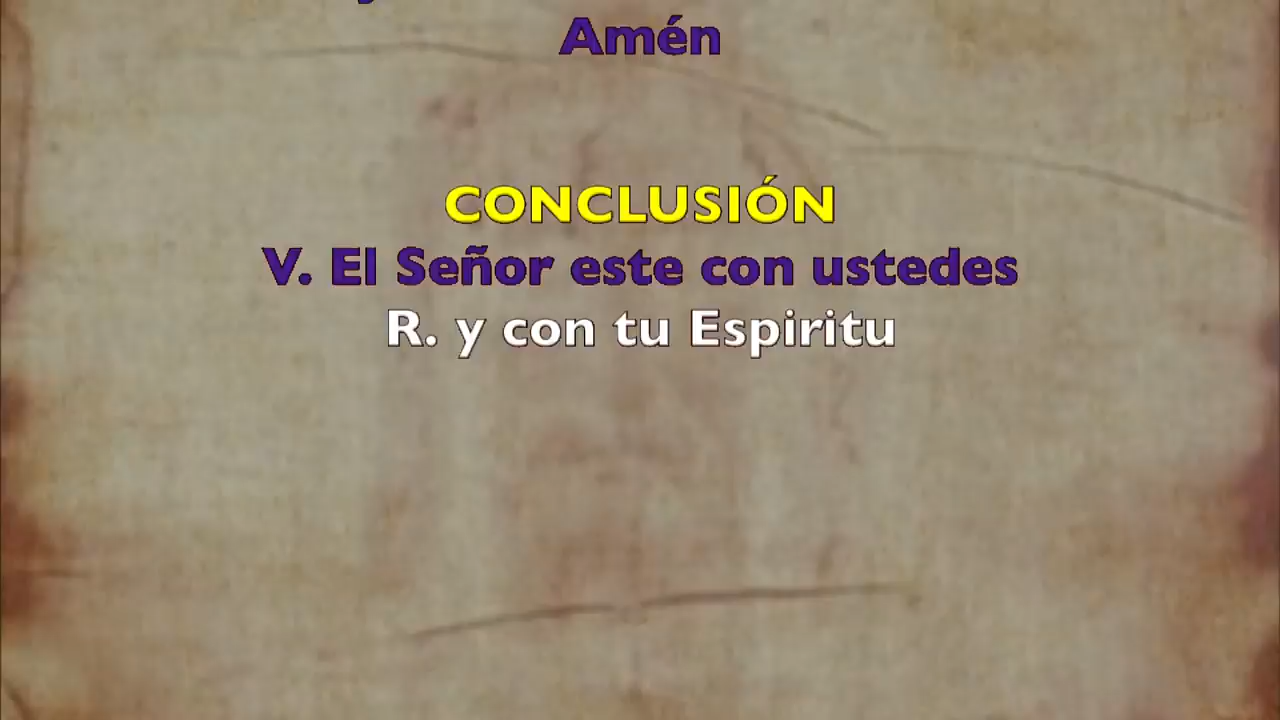 Amén
CONCLUSIÓN
V. El Señor este con ustedes
R. y con tu Espiritu